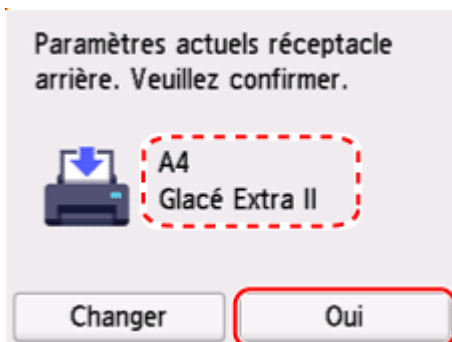 Paramètres actuels réceptacle
arrière. Veuillez confirmer.
A4
Glacé Extra II
Changer
Oui